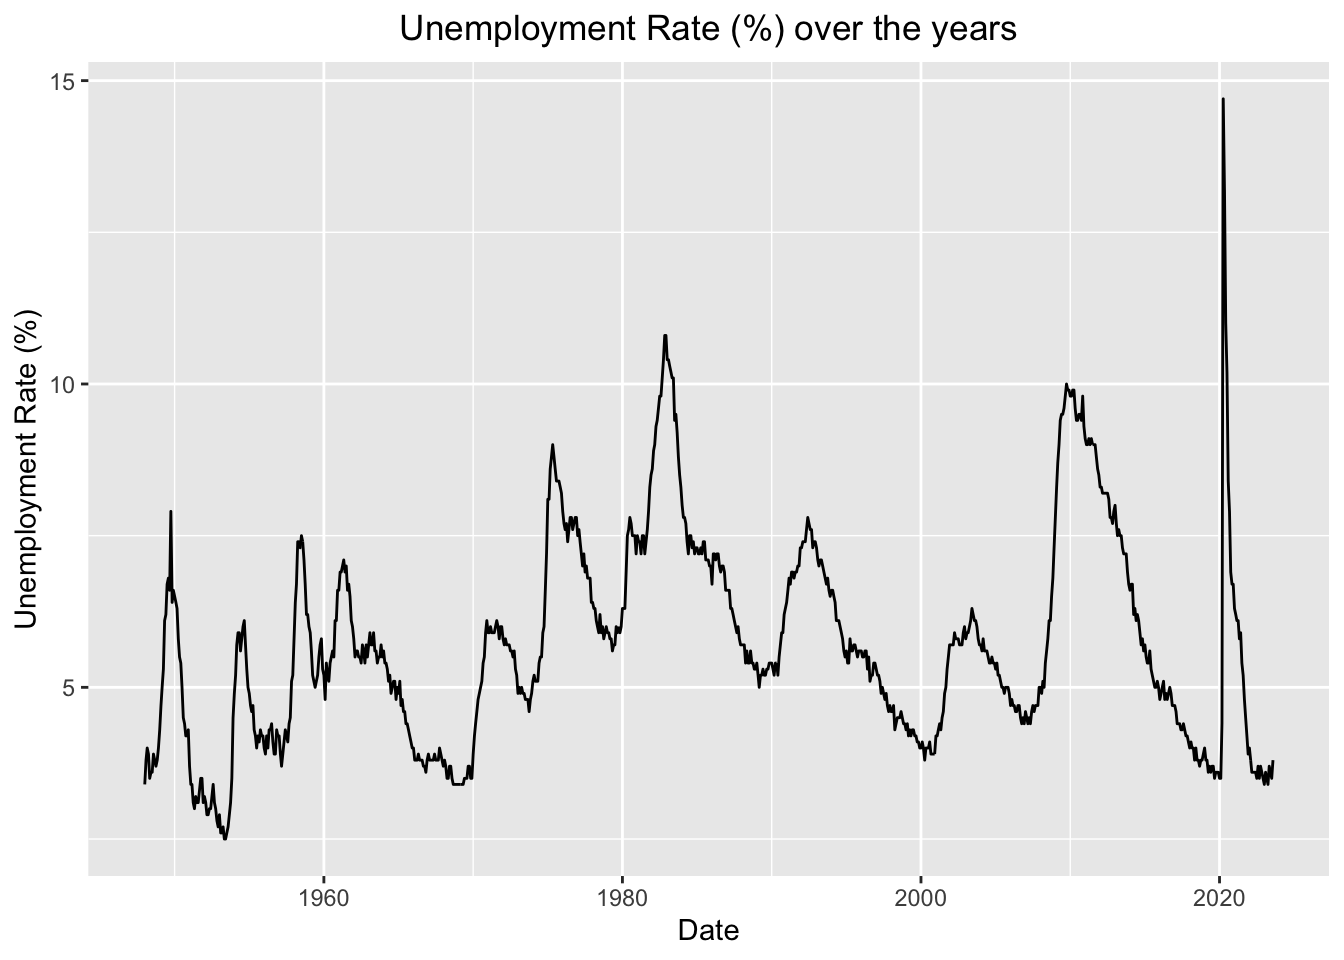 Unemployment Rate (%) over the years
15
10
5
Unemployment Rate (%)
1960
1980
2000
2020
Date